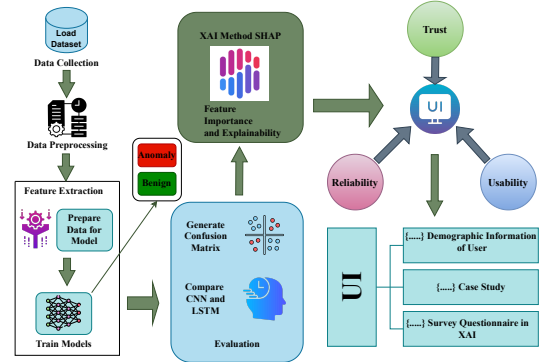 Load
Dataset
Data Collection
Data Preprocessing
Feature Extraction
Prepare
Data for
Model
Train Models
Anomaly
Benign
XAI Method SHAP
Feature
Importance
and Explainability
Generate
Confusion
Matrix
Compare
CNN and
LSTM
Evaluation
Trust
UI
Reliability
Usability
UI
{.....} Demographic Information
of User
{.....} Case Study
{.....} Survey Questionnaire in
XAI